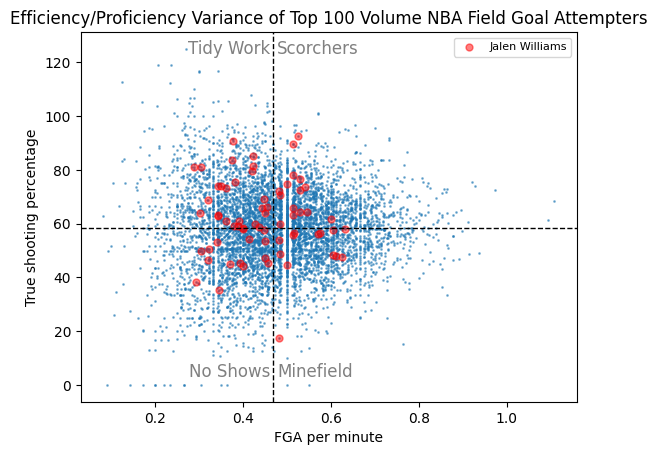 Efficiency/Proficiency Variance of Top 100 Volume NBA Field Goal Attempters
Tidy Work Scorchers
Jalen Williams
120
100
80
60
40
20
0
True shooting percentage
No Shows Minefield
0.2 0.4 0.6 0.8 1.0
FGA per minute